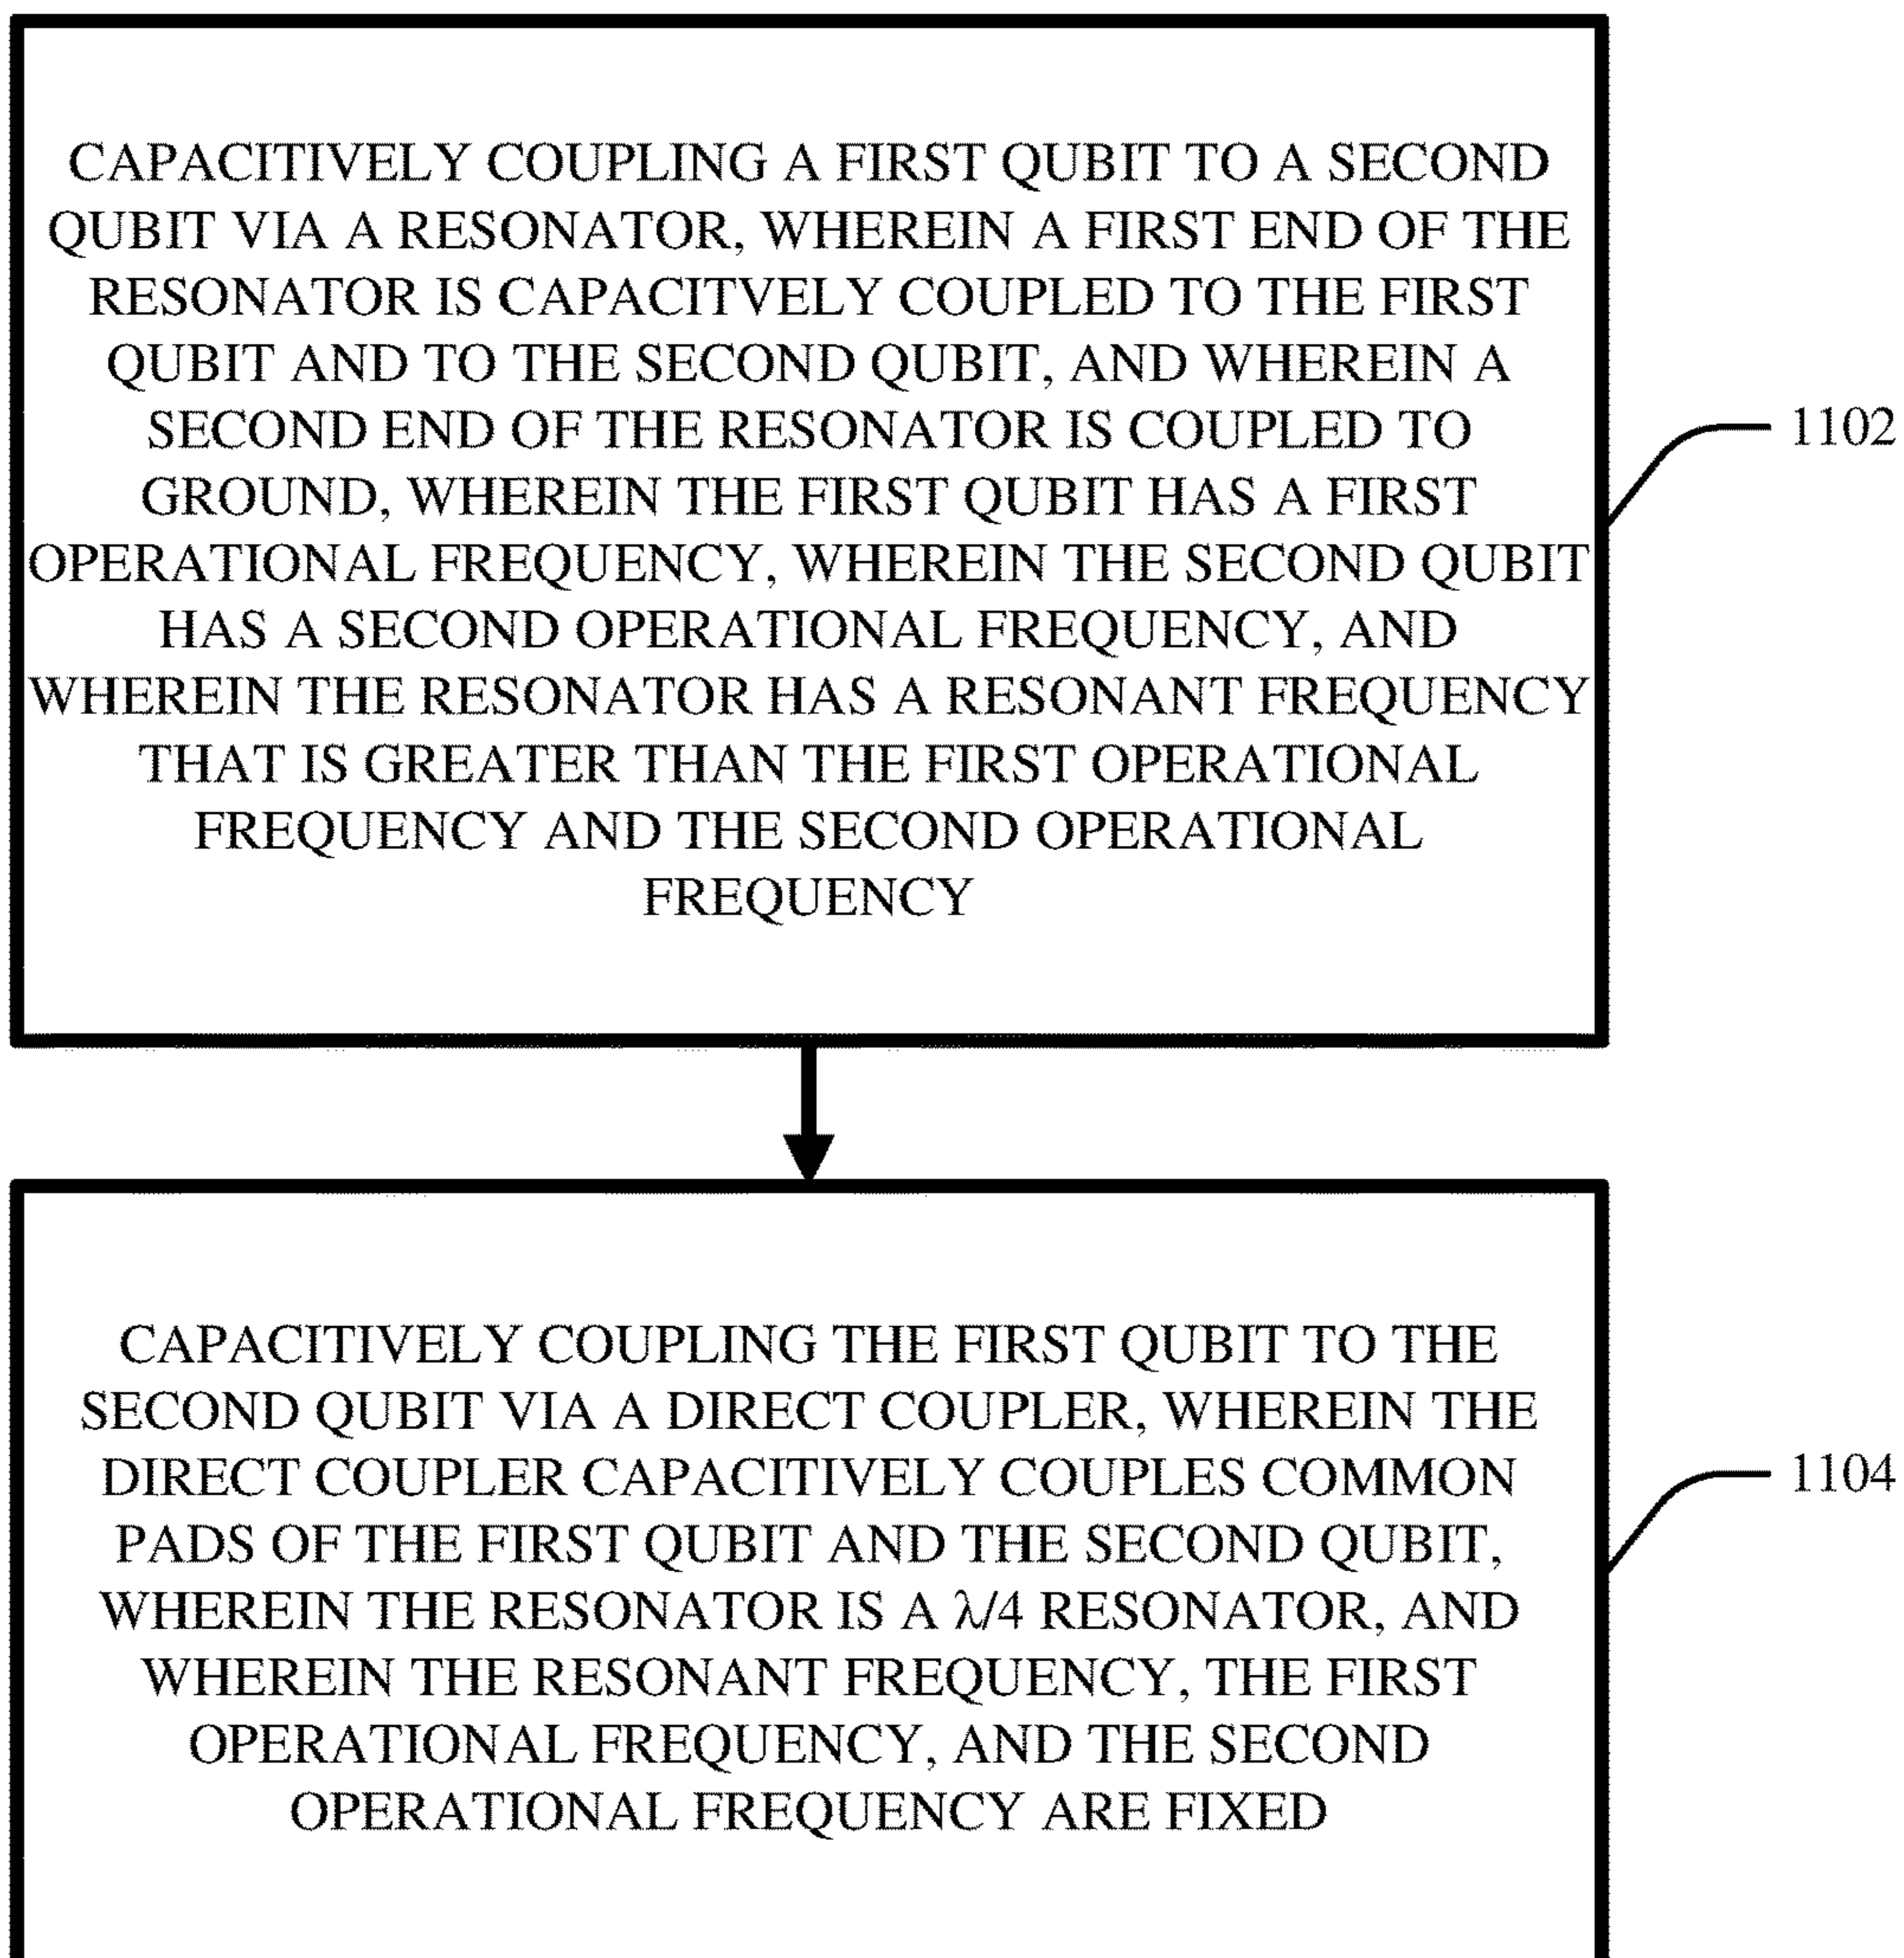 CAPACITIVELY COUPLING A FIRST QUBIT TO A SECOND
QUBIT VIA A RESONATOR, WHEREIN A FIRST END OF THE
RESONATOR IS CAPACITVELY COUPLED TO THE FIRST
QUBIT AND TO THE SECOND QUBIT, AND WHEREIN A
SECOND END OF THE RESONATOR IS COUPLED TO
GROUND, WHEREIN THE FIRST QUBIT HAS A FIRST
OPERATIONAL FREQUENCY, WHEREIN THE SECOND QUBIT
HAS A SECOND OPERATIONAL FREQUENCY, AND
WHEREIN THE RESONATOR HAS A RESONANT FREQUENCY
THAT IS GREATER THAN THE FIRST OPERATIONAL
FREQUENCY AND THE SECOND OPERATIONAL
FREQUENCY
1102
CAPACITIVELY COUPLING THE FIRST QUBIT TO THE
SECOND QUBIT VIA A DIRECT COUPLER, WHEREIN THE
DIRECT COUPLER CAPACITIVELY COUPLES COMMON
PADS OF THE FIRST QUBIT AND THE SECOND QUBIT,
WHEREIN THE RESONATOR IS A λ/4 RESONATOR, AND
WHEREIN THE RESONANT FREQUENCY, THE FIRST
OPERATIONAL FREQUENCY, AND THE SECOND
OPERATIONAL FREQUENCY ARE FIXED
1104